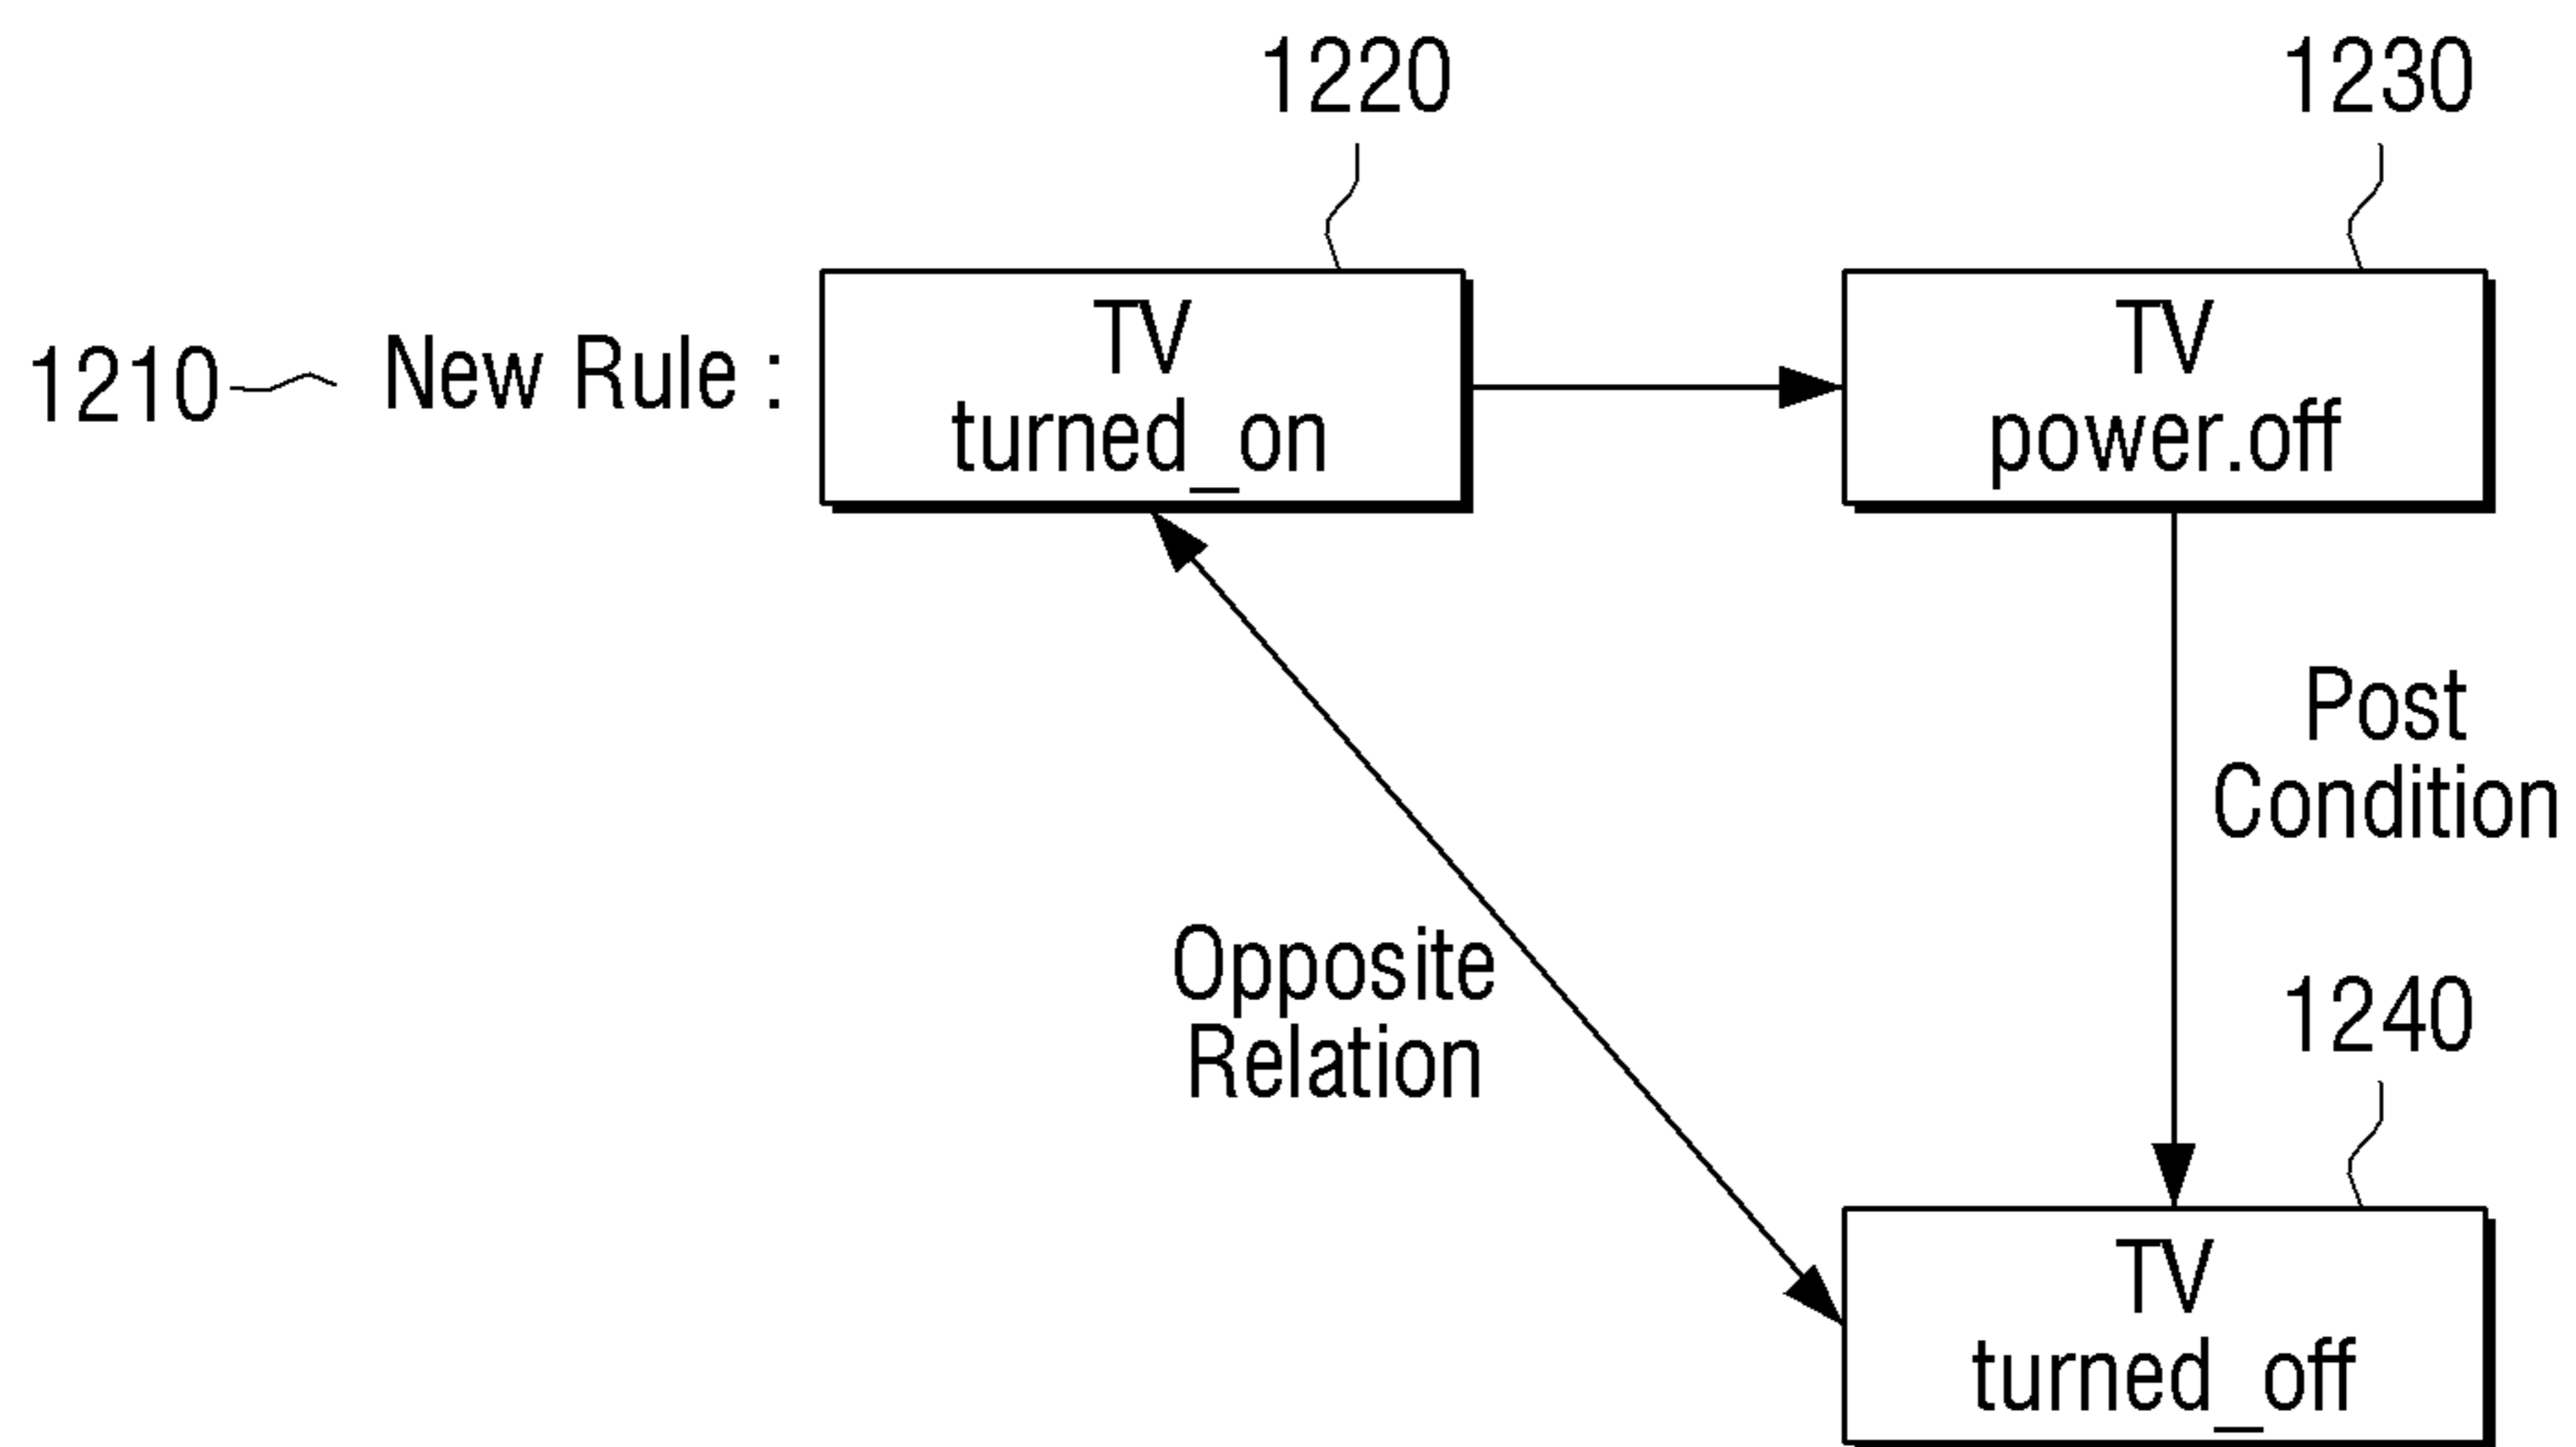 1220
1230
1210
New Rule :
TV
turned_on
TV
power.off
Post
Condition
Opposite
Relation
1240
TV
turned_off